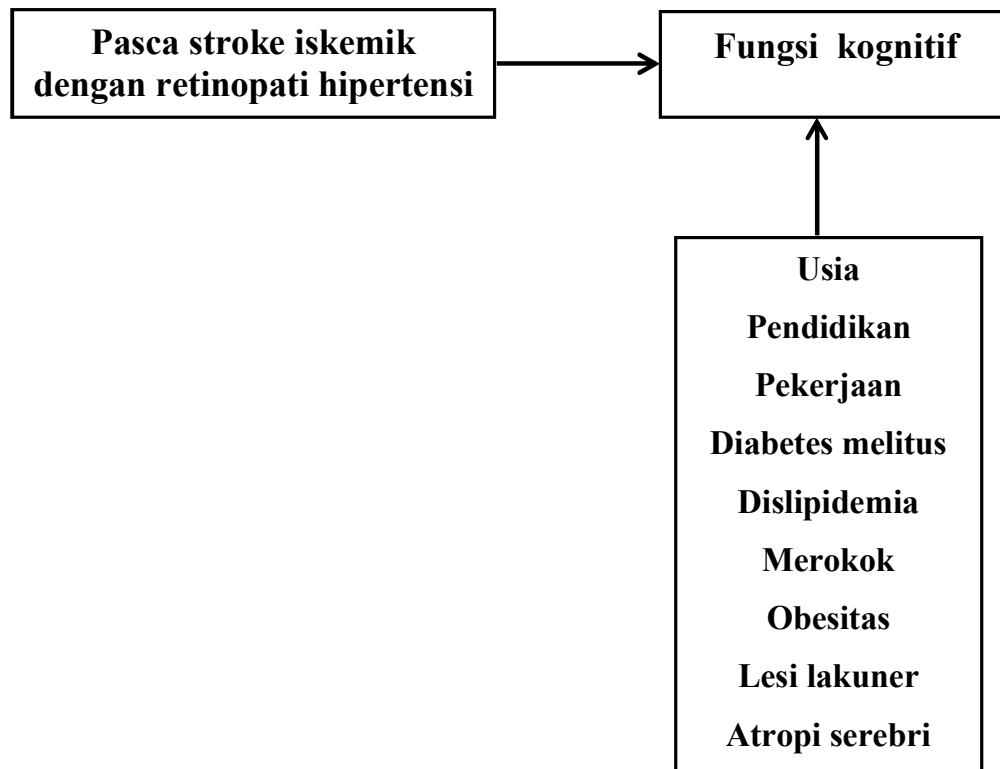 Pasca stroke iskemik
dengan retinopati hipertensi
Fungsi kognitif
Usia
Pendidikan
Pekerjaan
Diabetes melitus
Dislipidemia
Merokok
Obesitas
Lesi lakuner
Atropi serebri